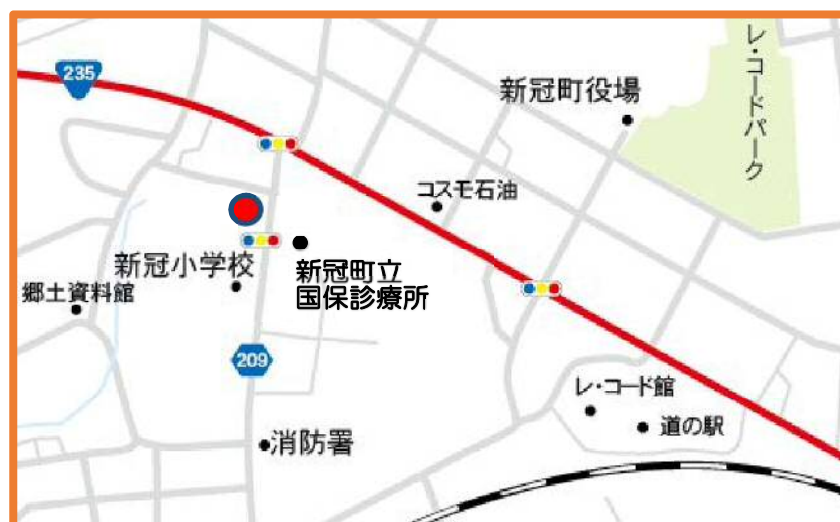 235
新冠町役場
レ・コードパーク
コスモ石油
新冠小学校
新冠町立
国保診療所
郷土資料館
209
レ・コード館
道の駅
消防署